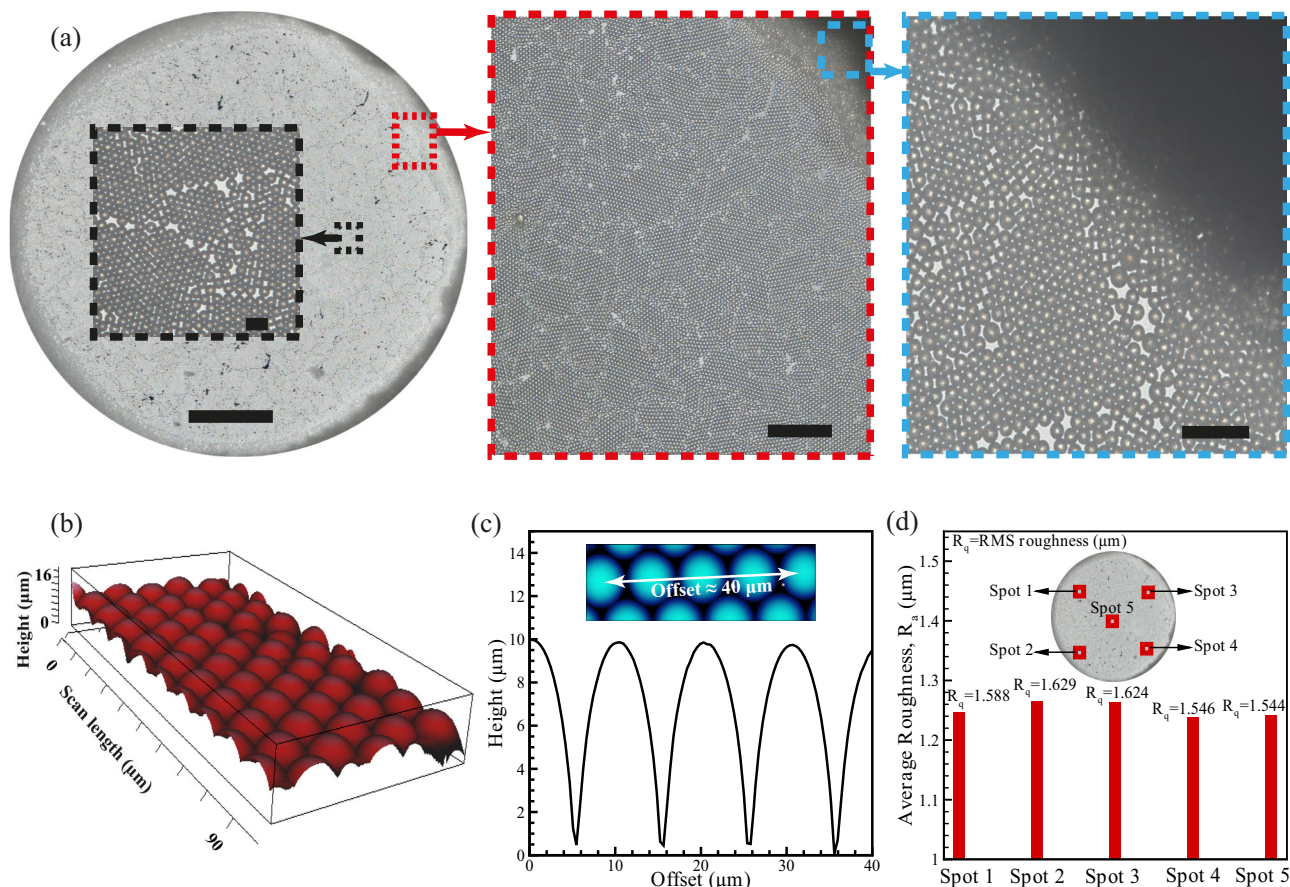 (a)
(b)
16
0
Height (μm)
0
Scan length (μm)
90
(c)
14
12
10
8
6
4
2
0
Height (μm)
Offset ≈ 40 μm
0
10
20
30
40
Offset (μm)
(d)
1.5
1.4
1.3
1.2
1.1
1
Average Roughness, Ra (μm)
Rq=RMS roughness (μm)
Spot 1
Spot 3
Spot 5
Spot 2
Spot 4
Rq=1.588
Rq=1.629
Rq=1.624
Rq=1.546
Rq=1.544
Spot 1 Spot 2 Spot 3 Spot 4 Spot 5